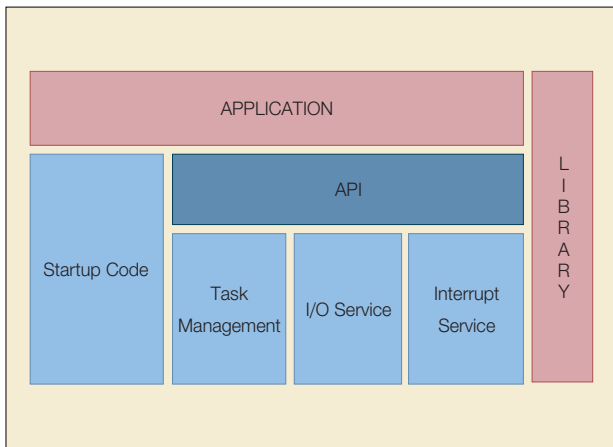 APPLICATION
API
Startup Code
Task
Management
I/O Service
Interrupt
Service
L
I
B
R
A
R
Y